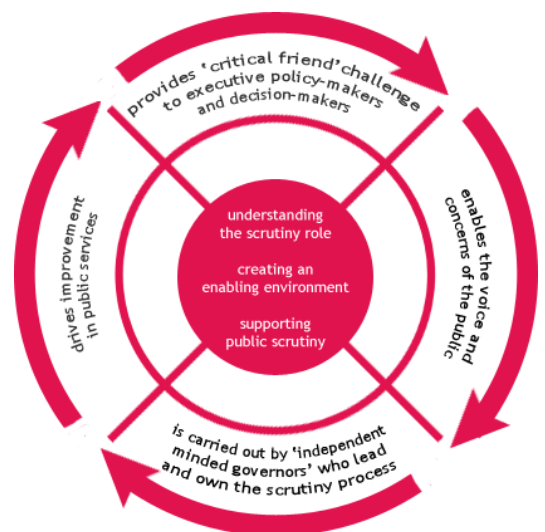 provides ‘critical friend’ challenge
to executive policy-makers
and decision-makers
enables the voice and
concerns of the public
is carried out by ‘independent
minded governors’ who lead
and own the scrutiny process
drives improvement
in public services
understanding
the scrutiny role
creating an
enabling environment
supporting
public scrutiny